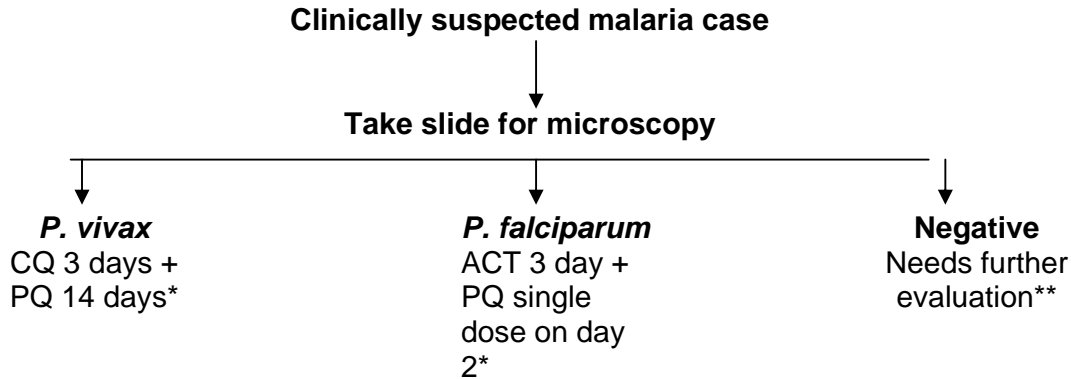 Clinically suspected malaria case
Take slide for microscopy
P. vivax
CQ 3 days +
PQ 14 days*
P. falciparum
ACT 3 day +
PQ single
dose on day
2*
Negative
Needs further
evaluation**